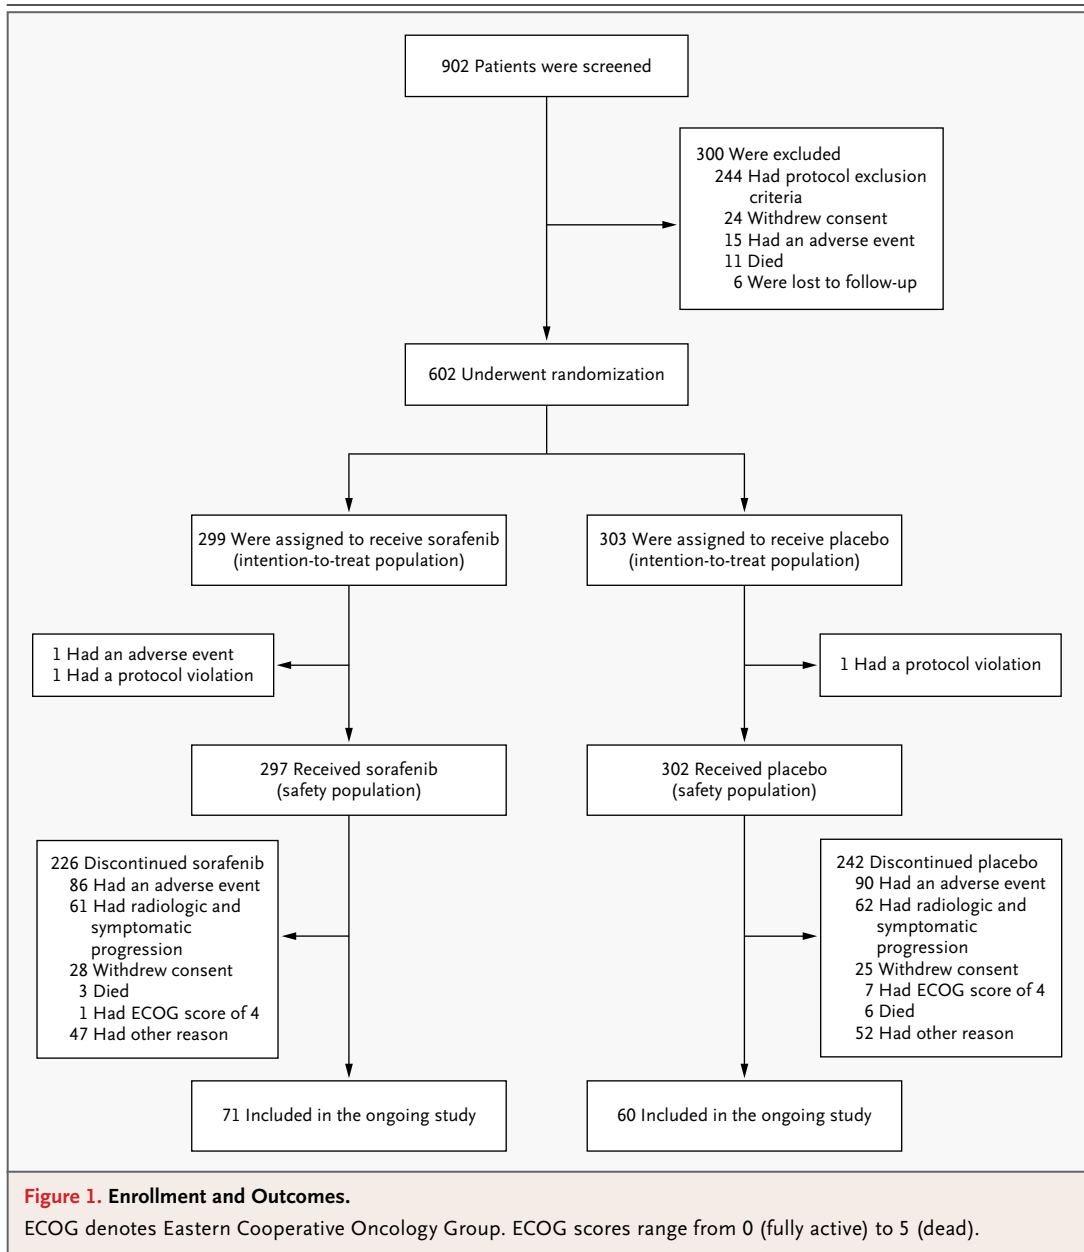 902 Patients were screened
300 Were excluded
244 Had protocol exclusion
criteria
24 Withdrew consent
15 Had an adverse event
11 Died
6 Were lost to follow-up
602 Underwent randomization
299 Were assigned to receive sorafenib
(intention-to-treat population)
303 Were assigned to receive placebo
(intention-to-treat population)
1 Had an adverse event
1 Had a protocol violation
1 Had a protocol violation
297 Received sorafenib
(safety population)
302 Received placebo
(safety population)
226 Discontinued sorafenib
86 Had an adverse event
61 Had radiologic and
symptomatic
progression
28 Withdrew consent
3 Died
1 Had ECOG score of 4
47 Had other reason
242 Discontinued placebo
90 Had an adverse event
62 Had radiologic and
symptomatic
progression
25 Withdrew consent
7 Had ECOG score of 4
6 Died
52 Had other reason
71 Included in the ongoing study
60 Included in the ongoing study
Figure 1. Enrollment and Outcomes.
ECOG denotes Eastern Cooperative Oncology Group. ECOG scores range from 0 (fully active) to 5 (dead).